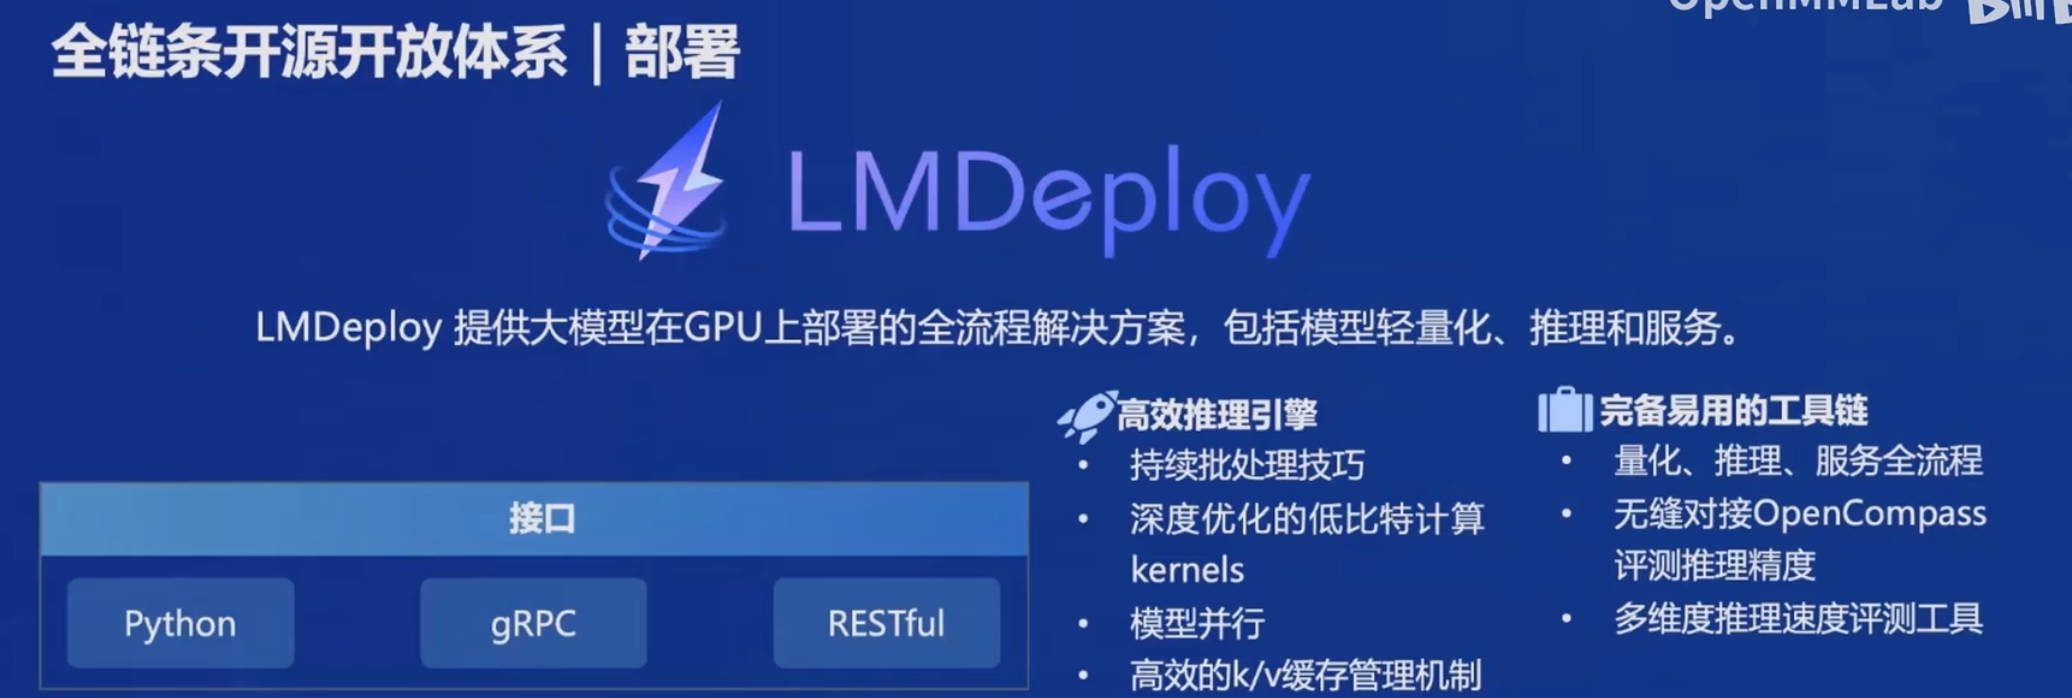 OpenMMLab
全链条开源开放体系｜部署
LMDeploy
LMDeploy 提供大模型在GPU上部署的全流程解决方案，包括模型轻量化、推理和服务。
接口
Python
gRPC
RESTful
高效推理引擎
• 持续批处理技巧
• 深度优化的低比特计算
kernels
• 模型并行
• 高效的k/v缓存管理机制
完备易用的工具链
• 量化、推理、服务全流程
• 无缝对接OpenCompass
评测推理精度
• 多维度推理速度评测工具